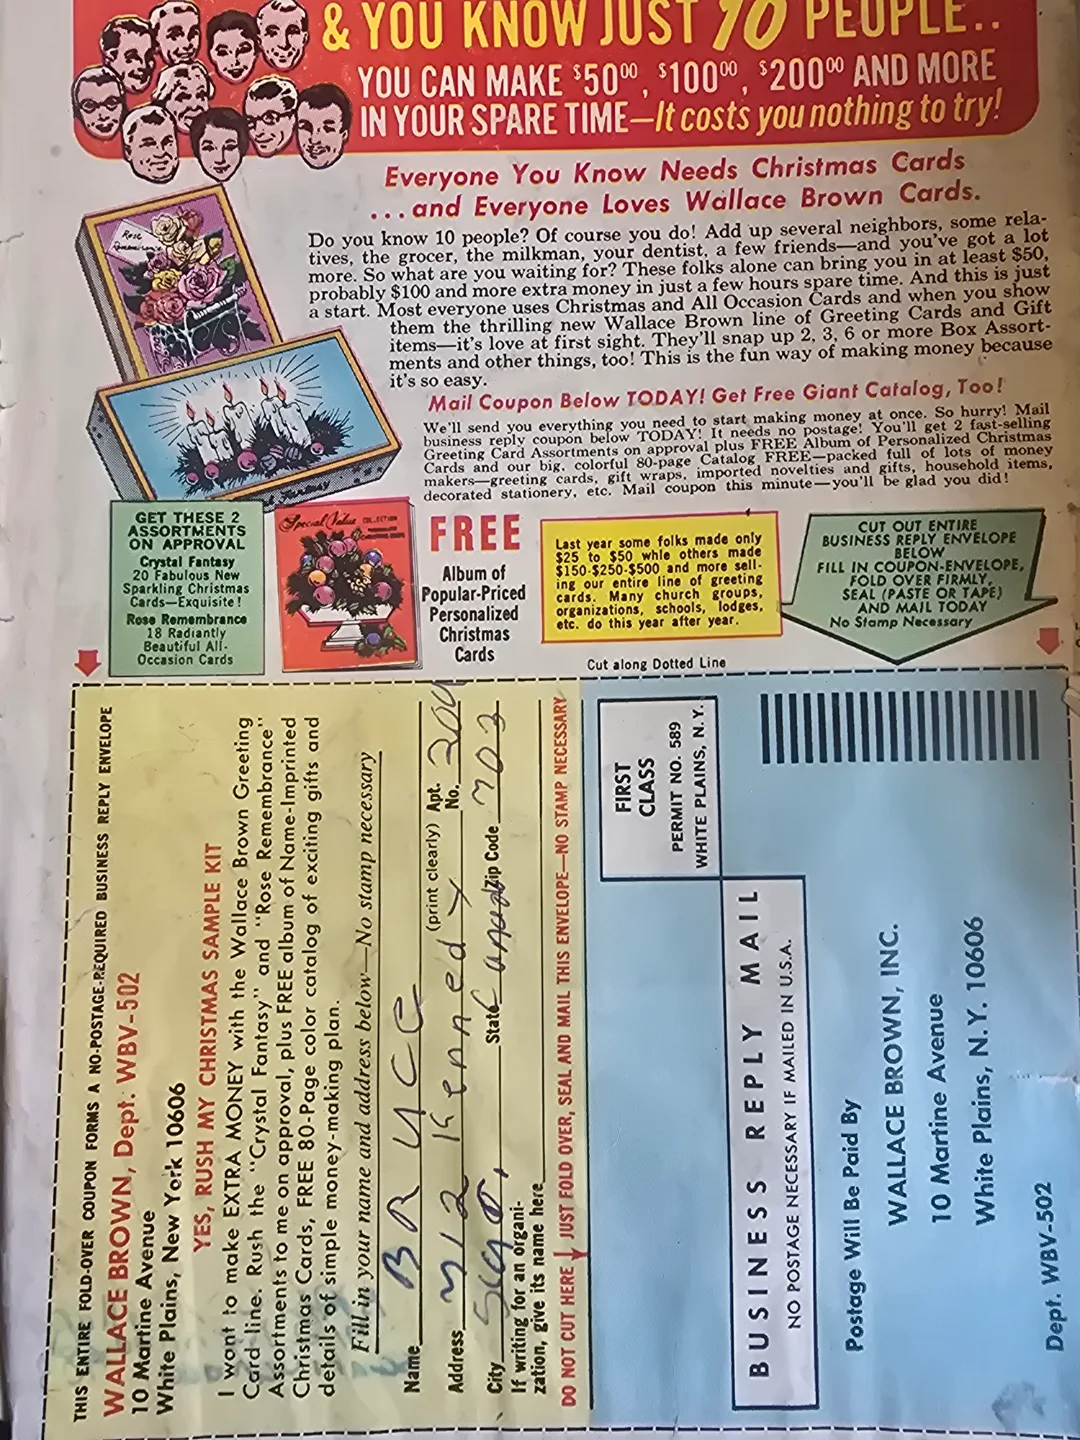 & YOU KNOW JUST 10 PEOPLE..
YOU CAN MAKE $50⁰⁰, $100⁰⁰, $200⁰⁰ AND MORE
IN YOUR SPARE TIME—It costs you nothing to try!
Everyone You Know Needs Christmas Cards
...and Everyone Loves Wallace Brown Cards.
Do you know 10 people? Of course you do! Add up several neighbors, some rela-
tives, the grocer, the milkman, your dentist, a few friends—and you've got a lot
more. So what are you waiting for? These folks alone can bring you in at least $50,
probably $100 and more extra money in just a few hours spare time. And this is just
a start. Most everyone uses Christmas and All Occasion Cards and when you show
them the thrilling new Wallace Brown line of Greeting Cards and Gift
items—it's love at first sight. They'll snap up 2, 3, 6 or more Box Assort-
ments and other things, too! This is the fun way of making money because
it's so easy.
Mail Coupon Below TODAY! Get Free Giant Catalog, Too!
We'll send you everything you need to start making money at once. So hurry! Mail
business reply coupon below TODAY! It needs no postage! You'll get 2 fast-selling
Greeting Card Assortments on approval plus FREE Album of Personalized Christmas
Cards and our big, colorful 80-page Catalog FREE—packed full of lots of money
makers—greeting cards, gift wraps, imported novelties and gifts, household items,
decorated stationery, etc. Mail coupon this minute—you'll be glad you did!
Rose
Remembrance
GET THESE 2
ASSORTMENTS
ON APPROVAL
Crystal Fantasy
20 Fabulous New
Sparkling Christmas
Cards—Exquisite!
Rose Remembrance
18 Radiantly
Beautiful All-
Occasion Cards
Special Value COLLECTION
FREE
Album of
Popular-Priced
Personalized
Christmas
Cards
Last year some folks made only
$25 to $50 whle others made
$150-$250-$500 and more sell-
ing our entire line of greeting
cards. Many church groups,
organizations, schools, lodges,
etc. do this year after year.
CUT OUT ENTIRE
BUSINESS REPLY ENVELOPE
BELOW
FILL IN COUPON-ENVELOPE,
FOLD OVER FIRMLY,
SEAL (PASTE OR TAPE)
AND MAIL TODAY
No Stamp Necessary
Cut along Dotted Line
THIS ENTIRE FOLD-OVER COUPON FORMS A NO-POSTAGE-REQUIRED BUSINESS REPLY ENVELOPE
WALLACE BROWN, Dept. WBV-502
10 Martine Avenue
White Plains, New York 10606
YES, RUSH MY CHRISTMAS SAMPLE KIT
I want to make EXTRA MONEY with the Wallace Brown Greeting
Card line. Rush the "Crystal Fantasy" and "Rose Remembrance"
Assortments to me on approval, plus FREE album of Name-Imprinted
Christmas Cards, FREE 80-Page color catalog of exciting gifts and
details of simple money-making plan.
Fill in your name and address below—No stamp necessary
Name BRUCE
(print clearly)
Address 712 Kennedy Apt. No. 204
City State Zip Code 703
If writing for an organi-
zation, give its name here
DO NOT CUT HERE JUST FOLD OVER, SEAL AND MAIL THIS ENVELOPE—NO STAMP NECESSARY
FIRST
CLASS
PERMIT NO. 589
WHITE PLAINS, N.Y.
BUSINESS REPLY MAIL
NO POSTAGE NECESSARY IF MAILED IN U.S.A.
Postage Will Be Paid By
WALLACE BROWN, INC.
10 Martine Avenue
White Plains, N.Y. 10606
Dept. WBV-502